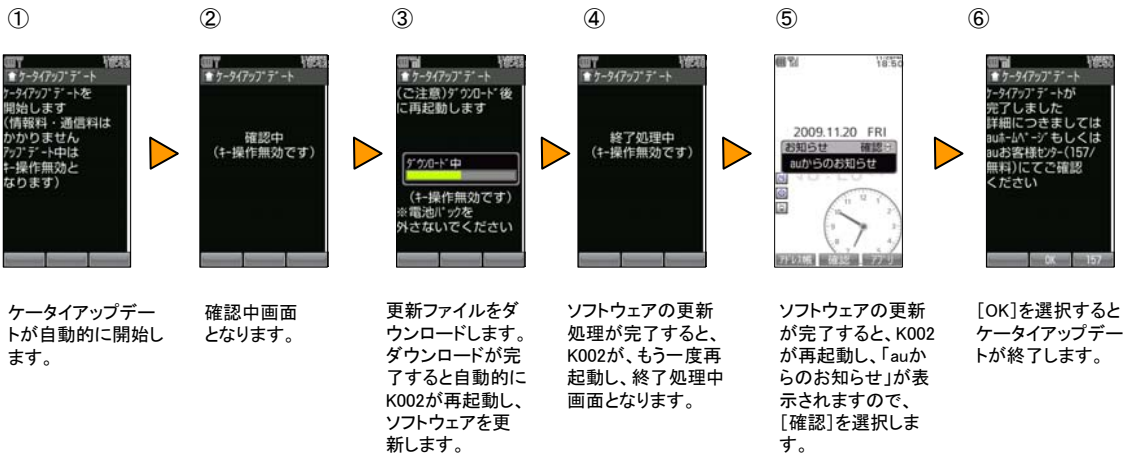 ①
②
③
④
⑤
⑥
ケータイアップデート
ケータイアップデートを
開始します
(情報料・通信料は
かかりません
アップデート中は
キー操作無効と
なります)
ケータイアップデート
確認中
(キー操作無効です)
ケータイアップデート
(ご注意)ダウンロード後
に再起動します
ダウンロード中
(キー操作無効です)
※電池パックを
外さないでください
ケータイアップデート
終了処理中
(キー操作無効です)
18:50
2009.11.20 FRI
お知らせ 確認
auからのお知らせ
アドレス帳 確認 アプリ
ケータイアップデート
ケータイアップデートが
完了しました
詳細につきましては
auホームページもしくは
auお客様センター(157/
無料)にてご確認
ください
OK 157
ケータイアップデー
トが自動的に開始し
ます。
確認中画面
となります。
更新ファイルをダ
ウンロードします。
ダウンロードが完
了すると自動的に
K002が再起動し、
ソフトウェアを更
新します。
ソフトウェアの更新
処理が完了すると、
K002が、もう一度再
起動し、終了処理中
画面となります。
ソフトウェアの更新
が完了すると、K002
が再起動し、「auか
らのお知らせ」が表
示されますので、
[確認]を選択しま
す。
[OK]を選択すると
ケータイアップデー
トが終了します。